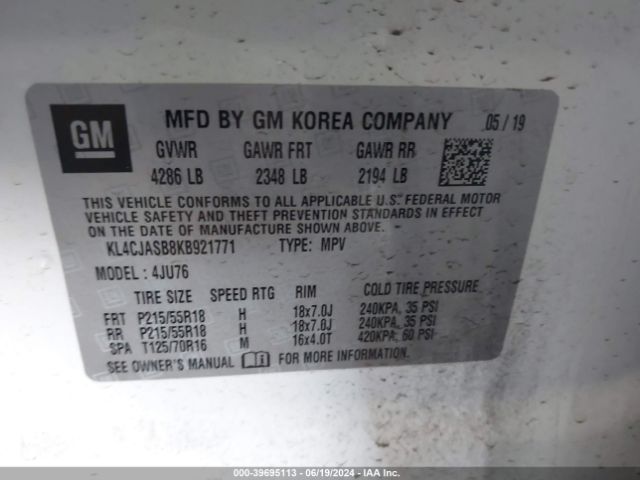 GM
MFD BY GM KOREA COMPANY 05/19
GVWR GAWR FRT GAWR RR
4286 LB 2348 LB 2194 LB
THIS VEHICLE CONFORMS TO ALL APPLICABLE U.S. FEDERAL MOTOR
VEHICLE SAFETY AND THEFT PREVENTION STANDARDS IN EFFECT
ON THE DATE OF MANUFACTURE SHOWN ABOVE.
KL4CJASB8KB921771 TYPE: MPV
MODEL: 4JU76
TIRE SIZE SPEED RTG RIM COLD TIRE PRESSURE
FRT P215/55R18 H 18x7.0J 240KPA, 35 PSI
RR P215/55R18 H 18x7.0J 240KPA, 35 PSI
SPA T125/70R16 M 16x4.0T 420KPA, 60 PSI
SEE OWNER'S MANUAL FOR MORE INFORMATION.
000-39695113 - 06/19/2024 - IAA Inc.